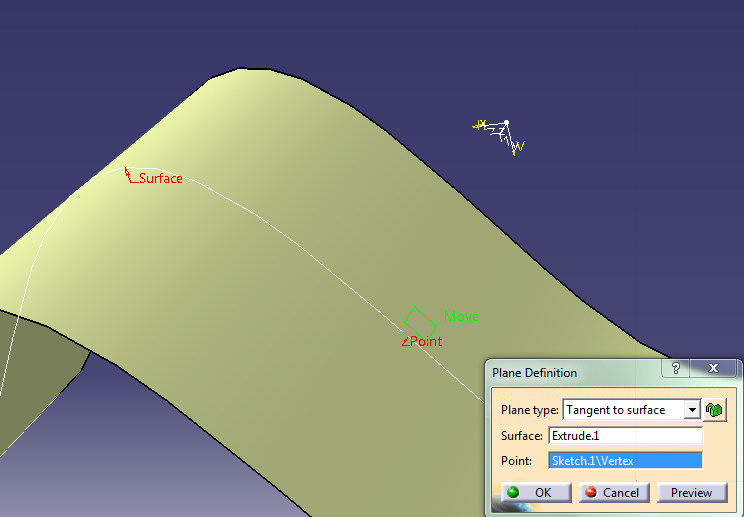 x
Surface
Move
Point
Plane Definition
? X
Plane type: Tangent to surface
Surface: Extrude.1
Point: Sketch.1\Vertex
OK Cancel Preview